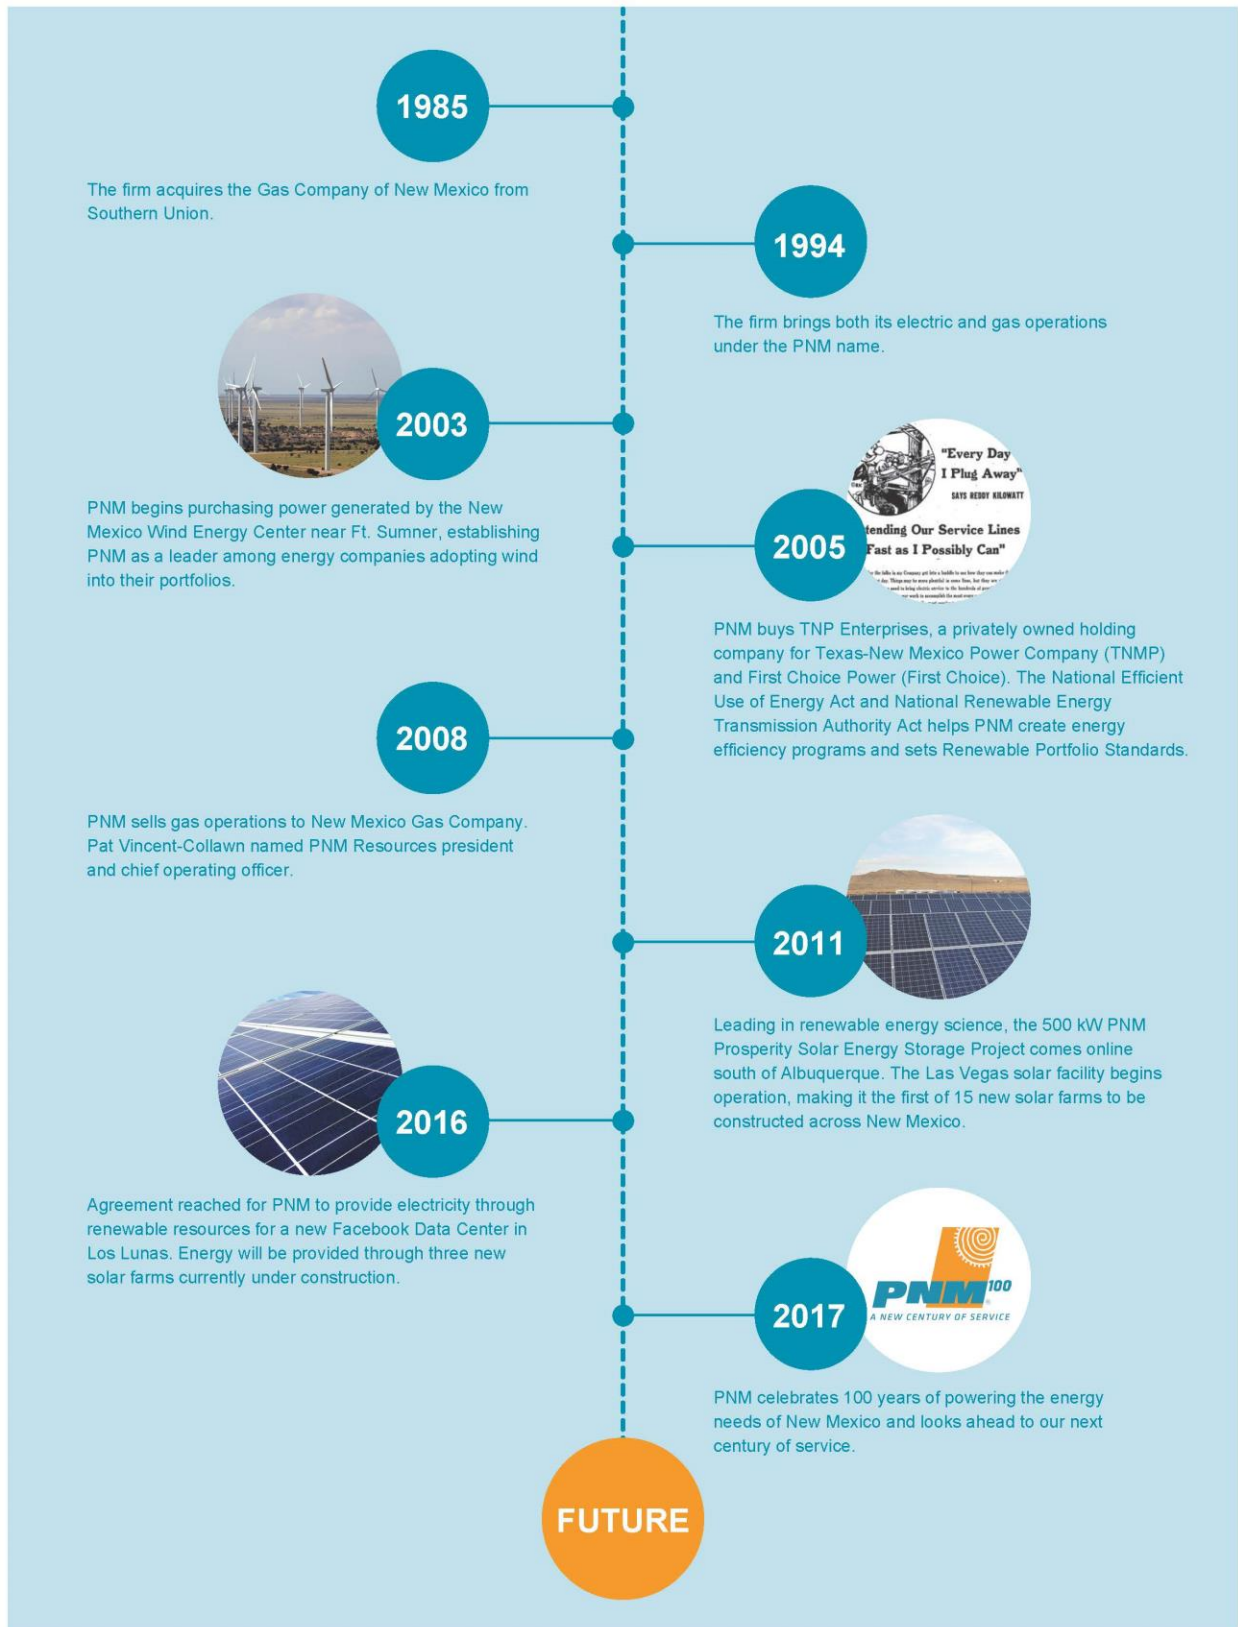 1985
The firm acquires the Gas Company of New Mexico from
Southern Union.
1994
The firm brings both its electric and gas operations
under the PNM name.
2003
PNM begins purchasing power generated by the New
Mexico Wind Energy Center near Ft. Sumner, establishing
PNM as a leader among energy companies adopting wind
into their portfolios.
"Every Day
I Plug Away"
SAYS REDDY KILOWATT
tending Our Service Lines
Fast as I Possibly Can"
2005
PNM buys TNP Enterprises, a privately owned holding
company for Texas-New Mexico Power Company (TNMP)
and First Choice Power (First Choice). The National Efficient
Use of Energy Act and National Renewable Energy
Transmission Authority Act helps PNM create energy
efficiency programs and sets Renewable Portfolio Standards.
2008
PNM sells gas operations to New Mexico Gas Company.
Pat Vincent-Collawn named PNM Resources president
and chief operating officer.
2011
Leading in renewable energy science, the 500 kW PNM
Prosperity Solar Energy Storage Project comes online
south of Albuquerque. The Las Vegas solar facility begins
operation, making it the first of 15 new solar farms to be
constructed across New Mexico.
2016
Agreement reached for PNM to provide electricity through
renewable resources for a new Facebook Data Center in
Los Lunas. Energy will be provided through three new
solar farms currently under construction.
PNM 100
A NEW CENTURY OF SERVICE
2017
PNM celebrates 100 years of powering the energy
needs of New Mexico and looks ahead to our next
century of service.
FUTURE